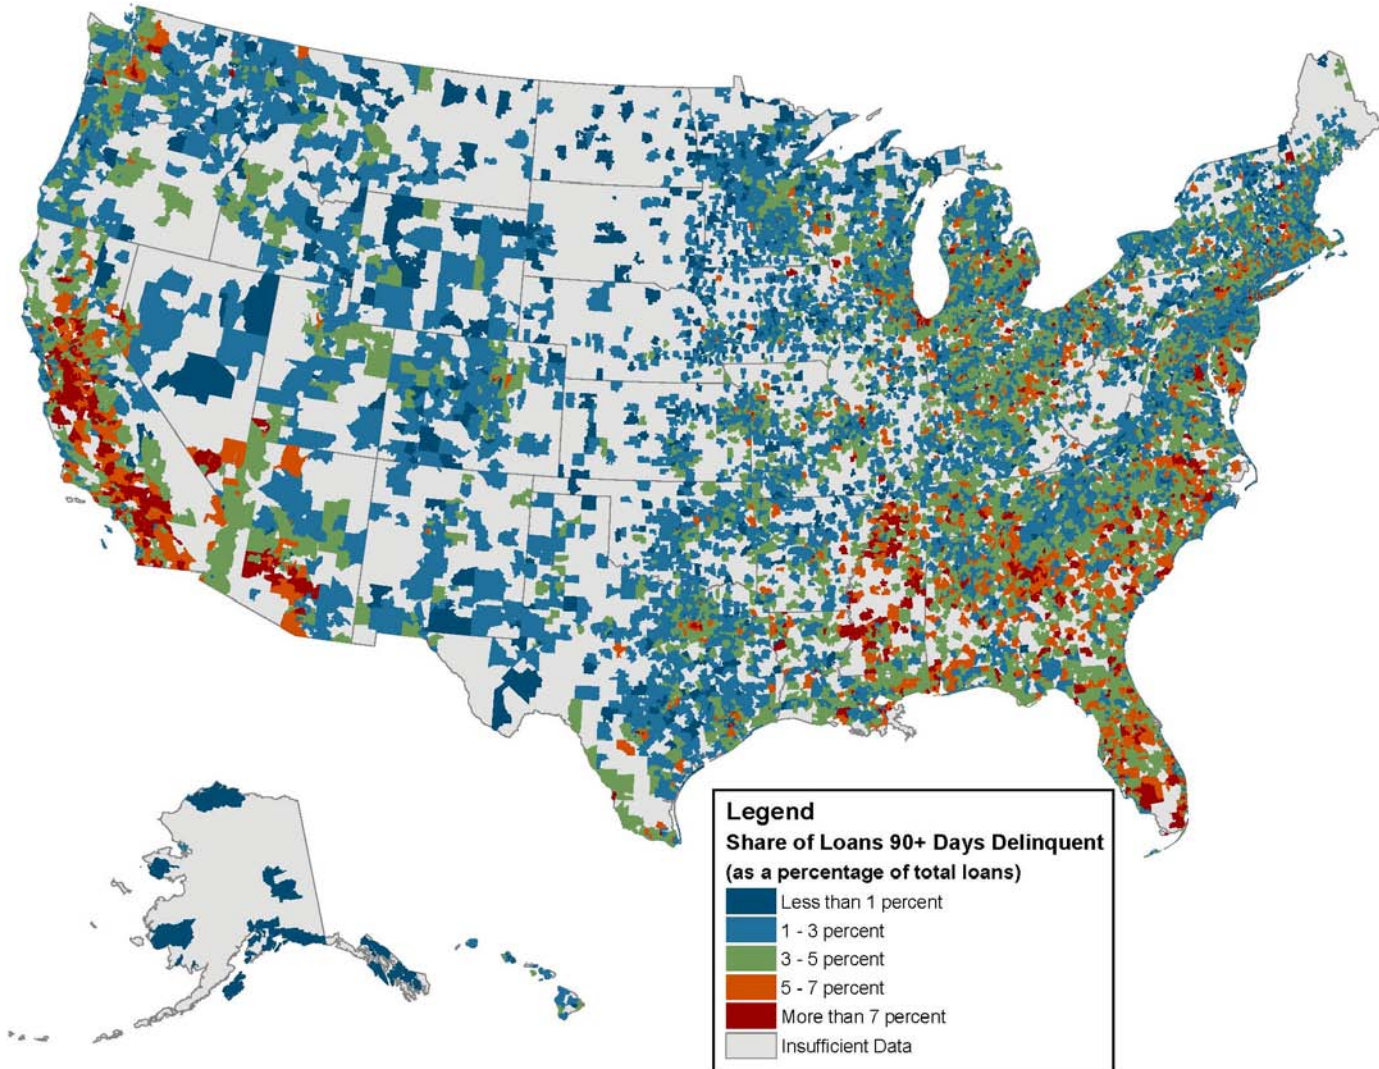 Legend
Share of Loans 90+ Days Delinquent
(as a percentage of total loans)
Less than 1 percent
1 - 3 percent
3 - 5 percent
5 - 7 percent
More than 7 percent
Insufficient Data